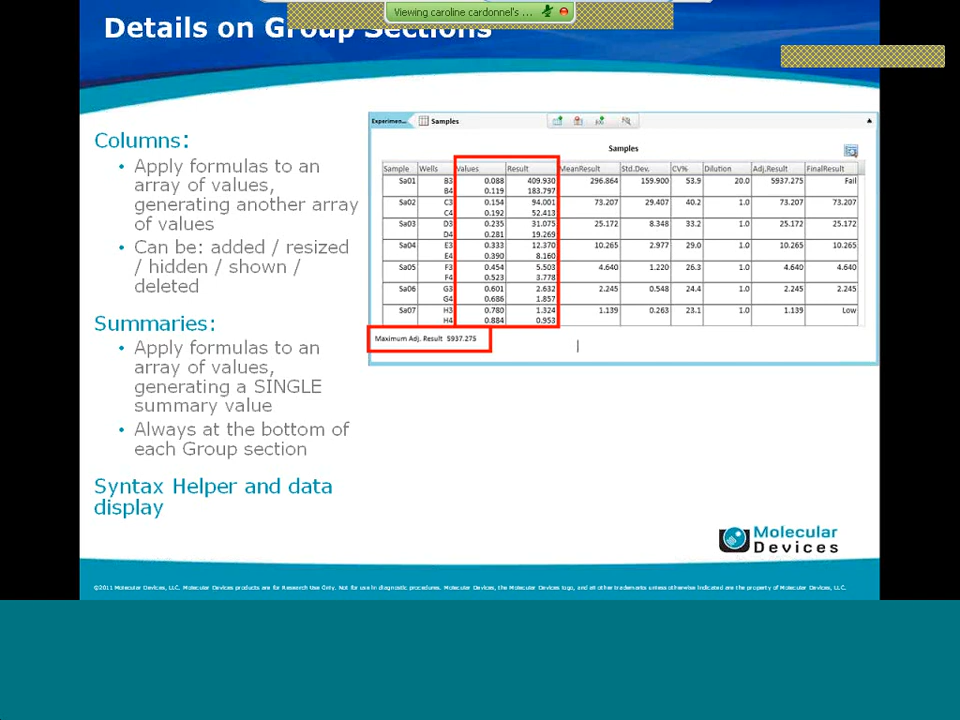 Viewing caroline cardonnel's ...
Details on Group Sections
Columns:
• Apply formulas to an
array of values,
generating another array
of values
• Can be: added / resized
/ hidden / shown /
deleted
Summaries:
• Apply formulas to an
array of values,
generating a SINGLE
summary value
• Always at the bottom of
each Group section
Syntax Helper and data
display
Experimen... Samples
Samples
Sample Wells Values Result MeanResult Std.Dev. CV% Dilution Adj.Result FinalResult
Sa01 B3 0.088 409.930 296.864 159.900 53.9 20.0 5937.275 Fail
B4 0.119 183.797
Sa02 C3 0.154 94.001 73.207 29.407 40.2 1.0 73.207 73.207
C4 0.192 52.413
Sa03 D3 0.235 31.075 25.172 8.348 33.2 1.0 25.172 25.172
D4 0.281 19.269
Sa04 E3 0.333 12.370 10.265 2.977 29.0 1.0 10.265 10.265
E4 0.390 8.160
Sa05 F3 0.454 5.503 4.640 1.220 26.3 1.0 4.640 4.640
F4 0.523 3.778
Sa06 G3 0.601 2.632 2.245 0.548 24.4 1.0 2.245 2.245
G4 0.686 1.857
Sa07 H3 0.780 1.324 1.139 0.263 23.1 1.0 1.139 Low
H4 0.884 0.953
Maximum Adj. Result 5937.275
Molecular
Devices
©2011 Molecular Devices, LLC. Molecular Devices products are for Research Use Only. Not for use in diagnostic procedures. Molecular Devices, the Molecular Devices logo, and all other trademarks unless otherwise indicated are the property of Molecular Devices, LLC.